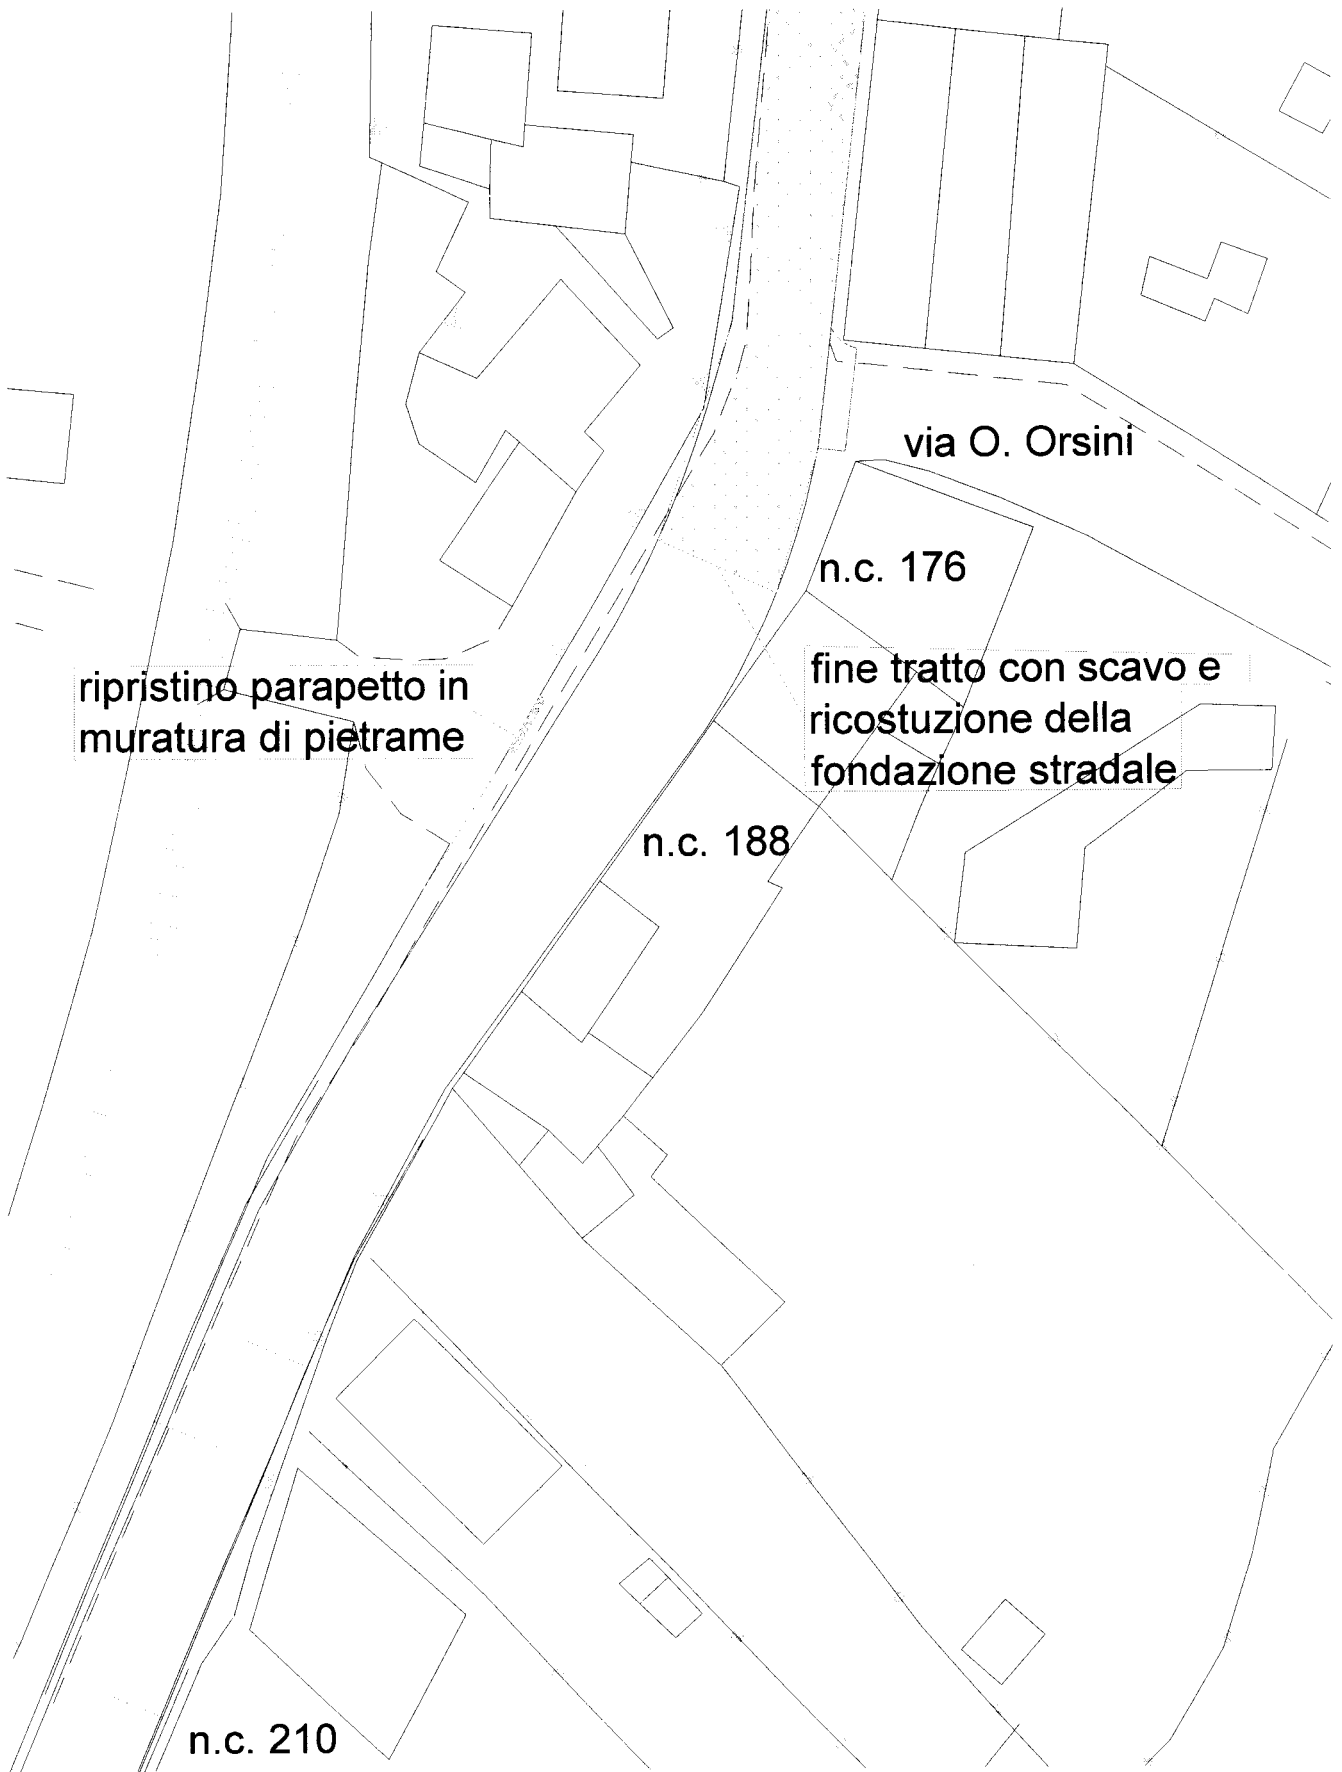 via O. Orsini
n.c. 176
ripristino parapetto in
muratura di pietrame
fine tratto con scavo e
ricostuzione della
fondazione stradale
n.c. 188
n.c. 210